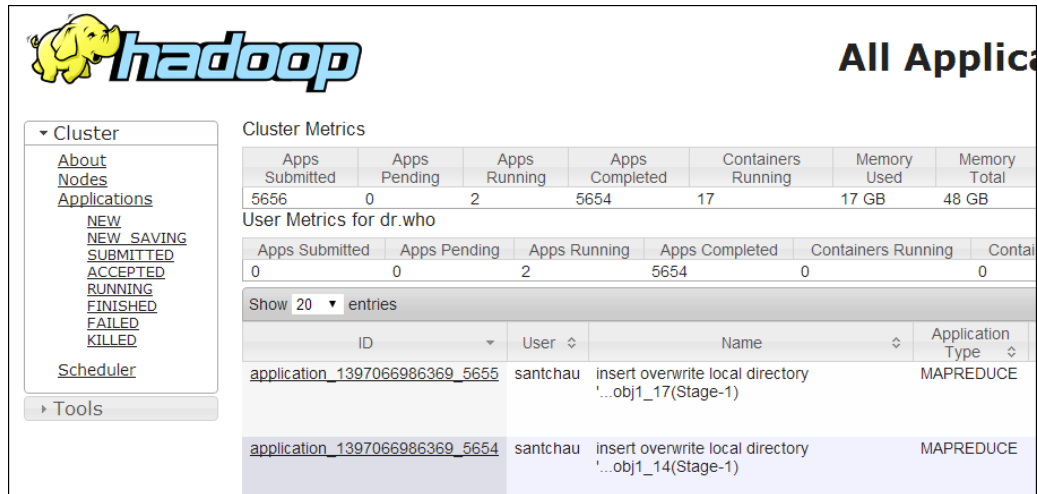 hadoop
All Applica
Cluster
About
Nodes
Applications
NEW
NEW_SAVING
SUBMITTED
ACCEPTED
RUNNING
FINISHED
FAILED
KILLED
Scheduler
Tools
Cluster Metrics
Apps Submitted Apps Pending Apps Running Apps Completed Containers Running Memory Used Memory Total
5656 0 2 5654 17 17 GB 48 GB
User Metrics for dr.who
Apps Submitted Apps Pending Apps Running Apps Completed Containers Running Contai
0 0 2 5654 0 0
Show 20 entries
ID User Name Application Type
application_1397066986369_5655 santchau insert overwrite local directory MAPREDUCE
'...obj1_17(Stage-1)
application_1397066986369_5654 santchau insert overwrite local directory MAPREDUCE
'...obj1_14(Stage-1)